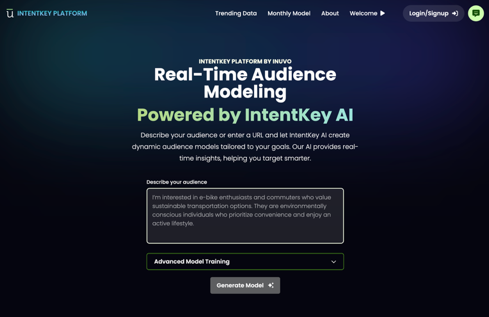 INTENTKEY PLATFORM
Trending Data Monthly Model About Welcome Login/Signup
INTENTKEY PLATFORM BY INUVO
Real-Time Audience
Modeling
Powered by IntentKey AI
Describe your audience or enter a URL and let IntentKey AI create
dynamic audience models tailored to your goals. Our AI provides real-
time insights, helping you target smarter.
Describe your audience
I'm interested in e-bike enthusiasts and commuters who value
sustainable transportation options. They are environmentally
conscious individuals who prioritize convenience and enjoy an
active lifestyle.
Advanced Model Training
Generate Model